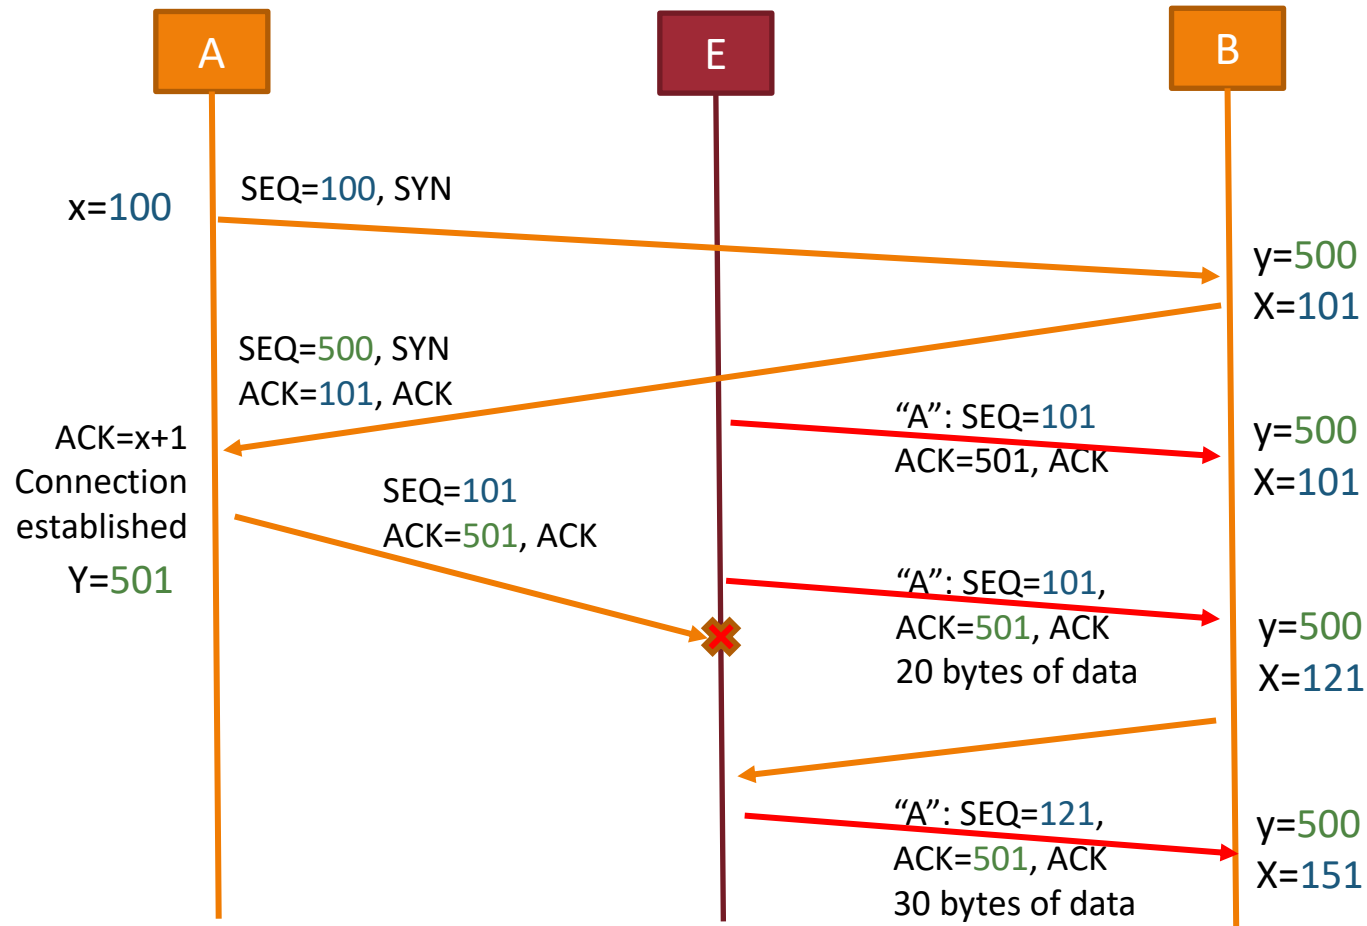 A
E
B
x=100
SEQ=100, SYN
y=500
X=101
SEQ=500, SYN
ACK=101, ACK
ACK=x+1
Connection
established
Y=501
"A": SEQ=101
ACK=501, ACK
y=500
X=101
SEQ=101
ACK=501, ACK
"A": SEQ=101,
ACK=501, ACK
20 bytes of data
y=500
X=121
"A": SEQ=121,
ACK=501, ACK
30 bytes of data
y=500
X=151